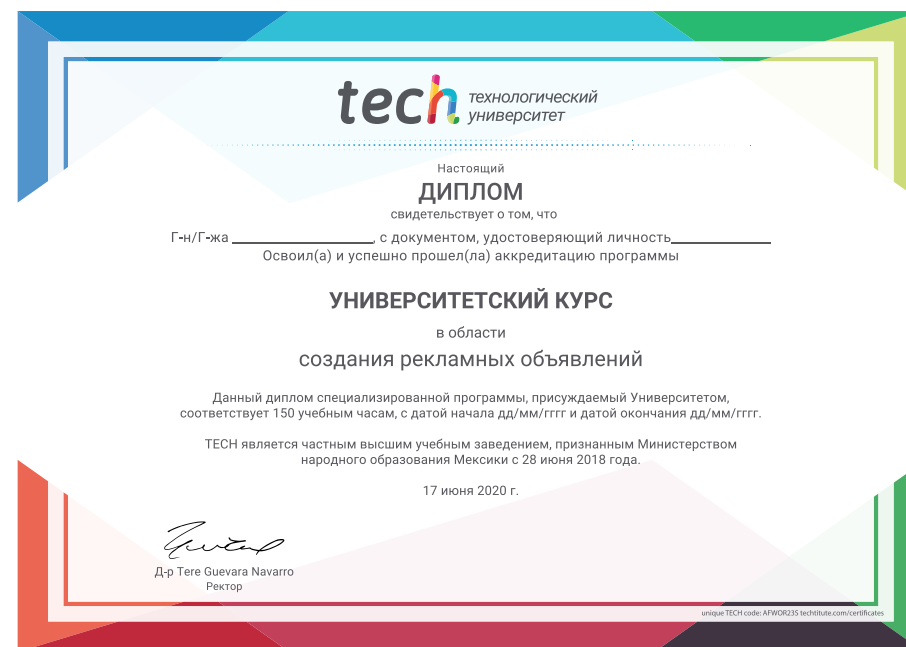 tech технологический
университет
Настоящий
ДИПЛОМ
свидетельствует о том, что
Г-н/Г-жа ____________________, с документом, удостоверяющий личность______________
Освоил(а) и успешно прошел(ла) аккредитацию программы
УНИВЕРСИТЕТСКИЙ КУРС
в области
создания рекламных объявлений
Данный диплом специализированной программы, присуждаемый Университетом,
соответствует 150 учебным часам, с датой начала дд/мм/гггг и датой окончания дд/мм/гггг.
TECH является частным высшим учебным заведением, признанным Министерством
народного образования Мексики с 28 июня 2018 года.
17 июня 2020 г.
Д-р Tere Guevara Navarro
Ректор
unique TECH code: AFWOR23S techtitute.com/certificates